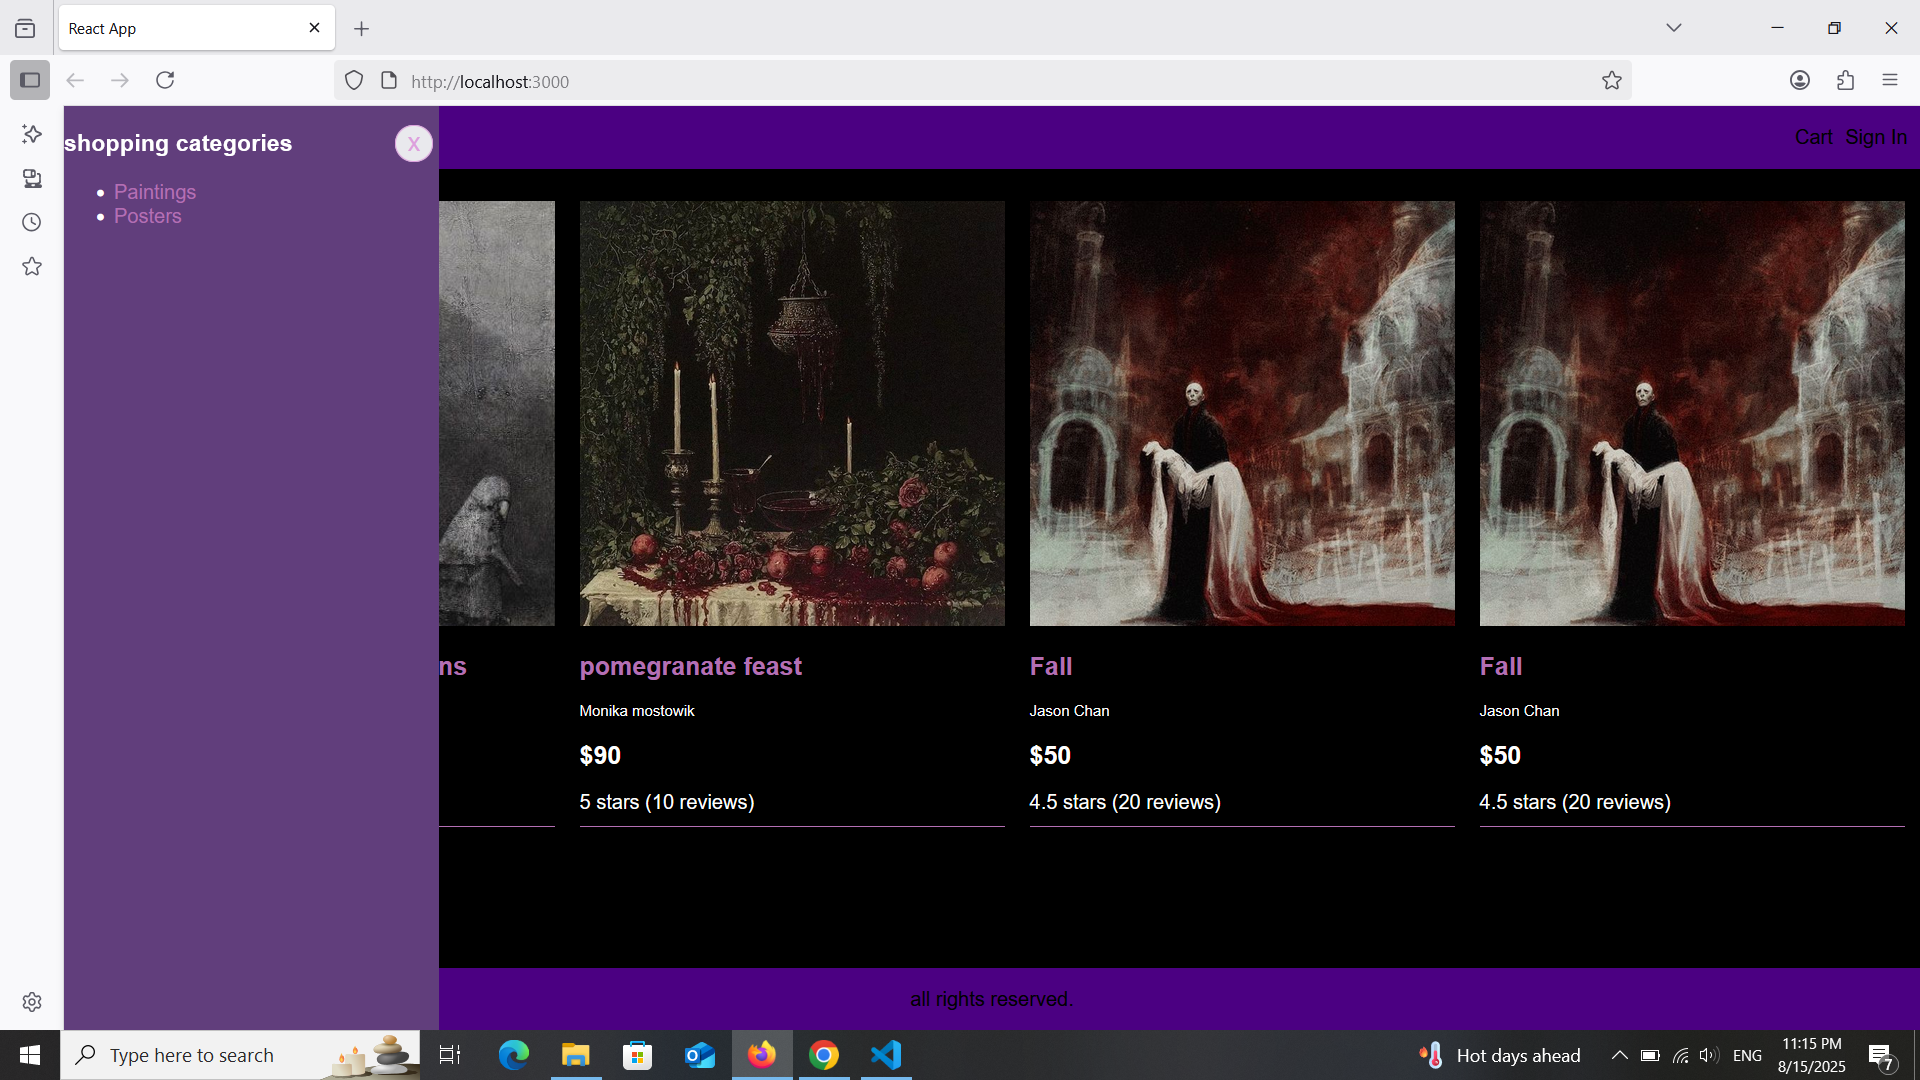 React App
http://localhost:3000
shopping categories
X
Paintings
Posters
Cart Sign In
ns
pomegranate feast
Monika mostowik
$90
5 stars (10 reviews)
Fall
Jason Chan
$50
4.5 stars (20 reviews)
Fall
Jason Chan
$50
4.5 stars (20 reviews)
all rights reserved.
Type here to search
Hot days ahead
ENG
11:15 PM
8/15/2025
7